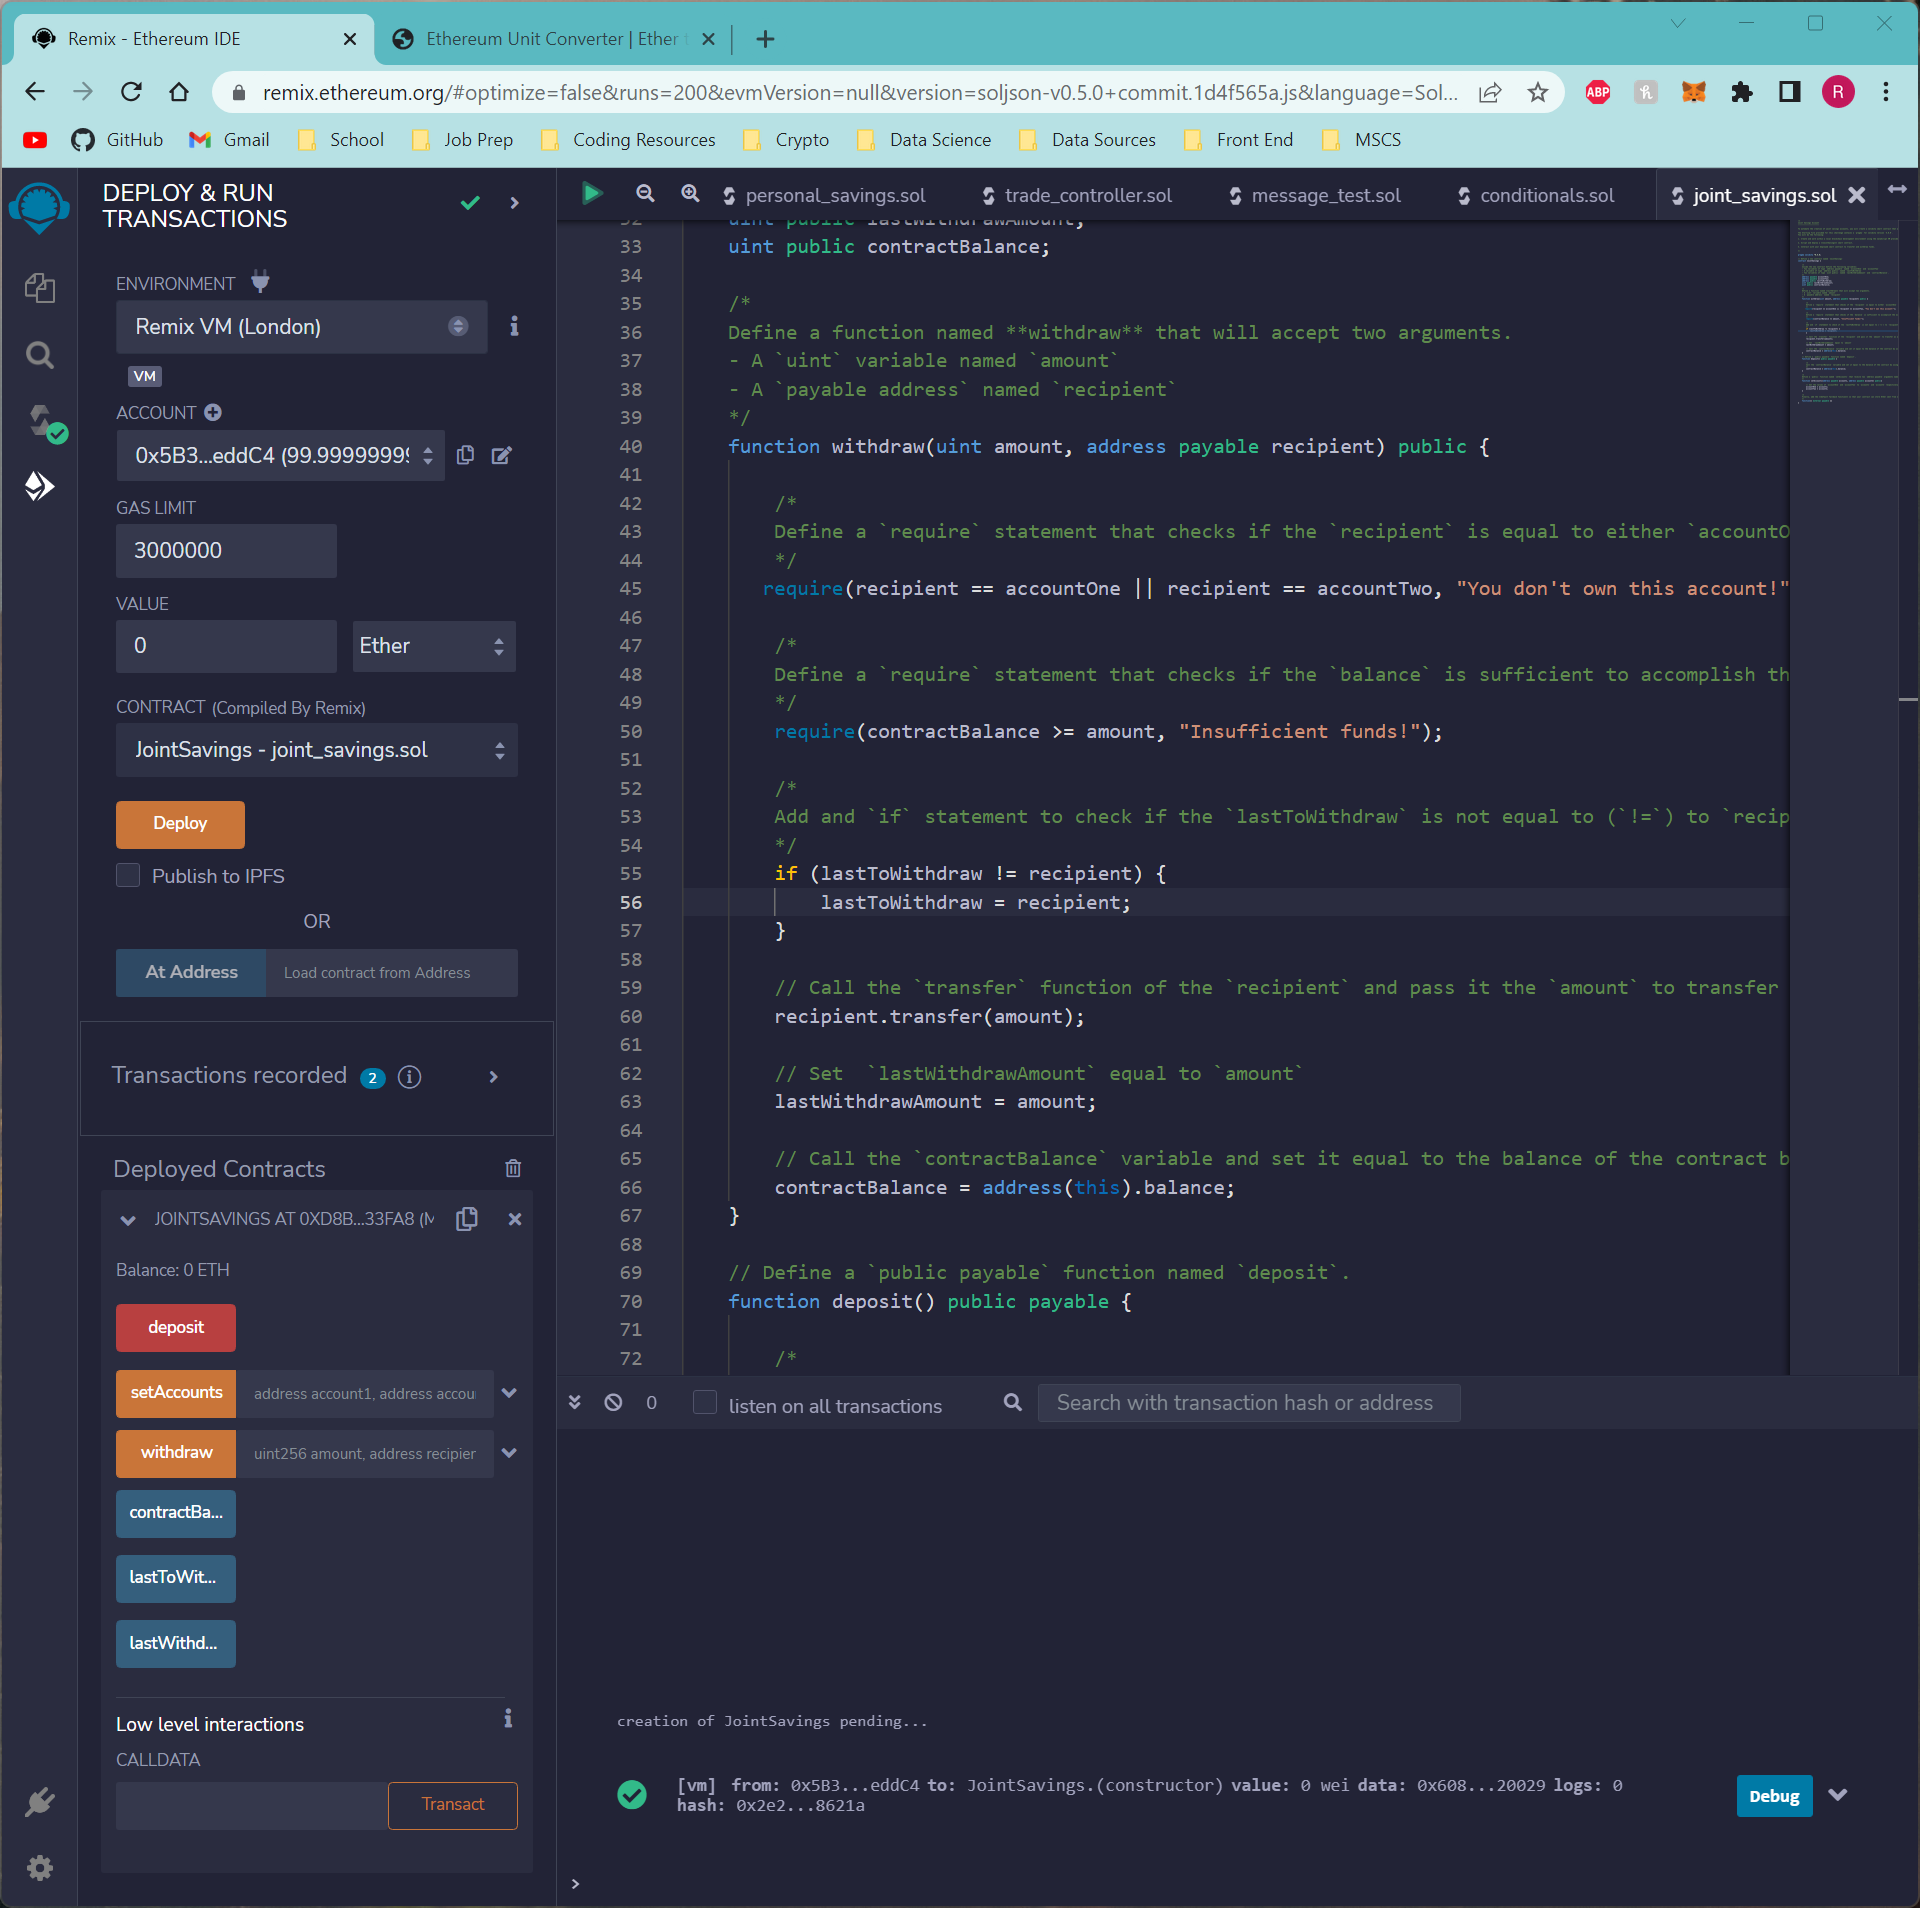 Remix - Ethereum IDE
Ethereum Unit Converter | Ether
remix.ethereum.org/#optimize=false&runs=200&evmVersion=null&version=soljson-v0.5.0+commit.1d4f565a.js&language=Sol...
ABP
R
GitHub
Gmail
School
Job Prep
Coding Resources
Crypto
Data Science
Data Sources
Front End
MSCS
DEPLOY & RUN
TRANSACTIONS
ENVIRONMENT
Remix VM (London)
VM
ACCOUNT
0x5B3...eddC4 (99.99999999
GAS LIMIT
3000000
VALUE
0
Ether
CONTRACT (Compiled By Remix)
JointSavings - joint_savings.sol
Deploy
Publish to IPFS
OR
At Address
Load contract from Address
Transactions recorded 2
Deployed Contracts
JOINTSAVINGS AT 0XD8B...33FA8 (M
Balance: 0 ETH
deposit
setAccounts
address account1, address accou
withdraw
uint256 amount, address recipier
contractBa...
lastToWit...
lastWithd...
Low level interactions
CALLDATA
Transact
personal_savings.sol
trade_controller.sol
message_test.sol
conditionals.sol
joint_savings.sol
32 uint public lastWithdrawAmount;
33 uint public contractBalance;
34
35 /*
36 Define a function named **withdraw** that will accept two arguments.
37 - A `uint` variable named `amount`
38 - A `payable address` named `recipient`
39 */
40 function withdraw(uint amount, address payable recipient) public {
41
42 /*
43 Define a `require` statement that checks if the `recipient` is equal to either `accountO
44 */
45 require(recipient == accountOne || recipient == accountTwo, "You don't own this account!"
46
47 /*
48 Define a `require` statement that checks if the `balance` is sufficient to accomplish th
49 */
50 require(contractBalance >= amount, "Insufficient funds!");
51
52 /*
53 Add and `if` statement to check if the `lastToWithdraw` is not equal to (`!=`) to `recip
54 */
55 if (lastToWithdraw != recipient) {
56 lastToWithdraw = recipient;
57 }
58
59 // Call the `transfer` function of the `recipient` and pass it the `amount` to transfer
60 recipient.transfer(amount);
61
62 // Set  `lastWithdrawAmount` equal to `amount`
63 lastWithdrawAmount = amount;
64
65 // Call the `contractBalance` variable and set it equal to the balance of the contract b
66 contractBalance = address(this).balance;
67 }
68
69 // Define a `public payable` function named `deposit`.
70 function deposit() public payable {
71
72 /*
0
listen on all transactions
Search with transaction hash or address
creation of JointSavings pending...
[vm] from: 0x5B3...eddC4 to: JointSavings.(constructor) value: 0 wei data: 0x608...20029 logs: 0
hash: 0x2e2...8621a
Debug
>